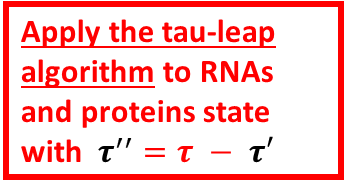 Apply the tau-leap
algorithm to RNAs
and proteins state
with τ′′ = τ − τ′